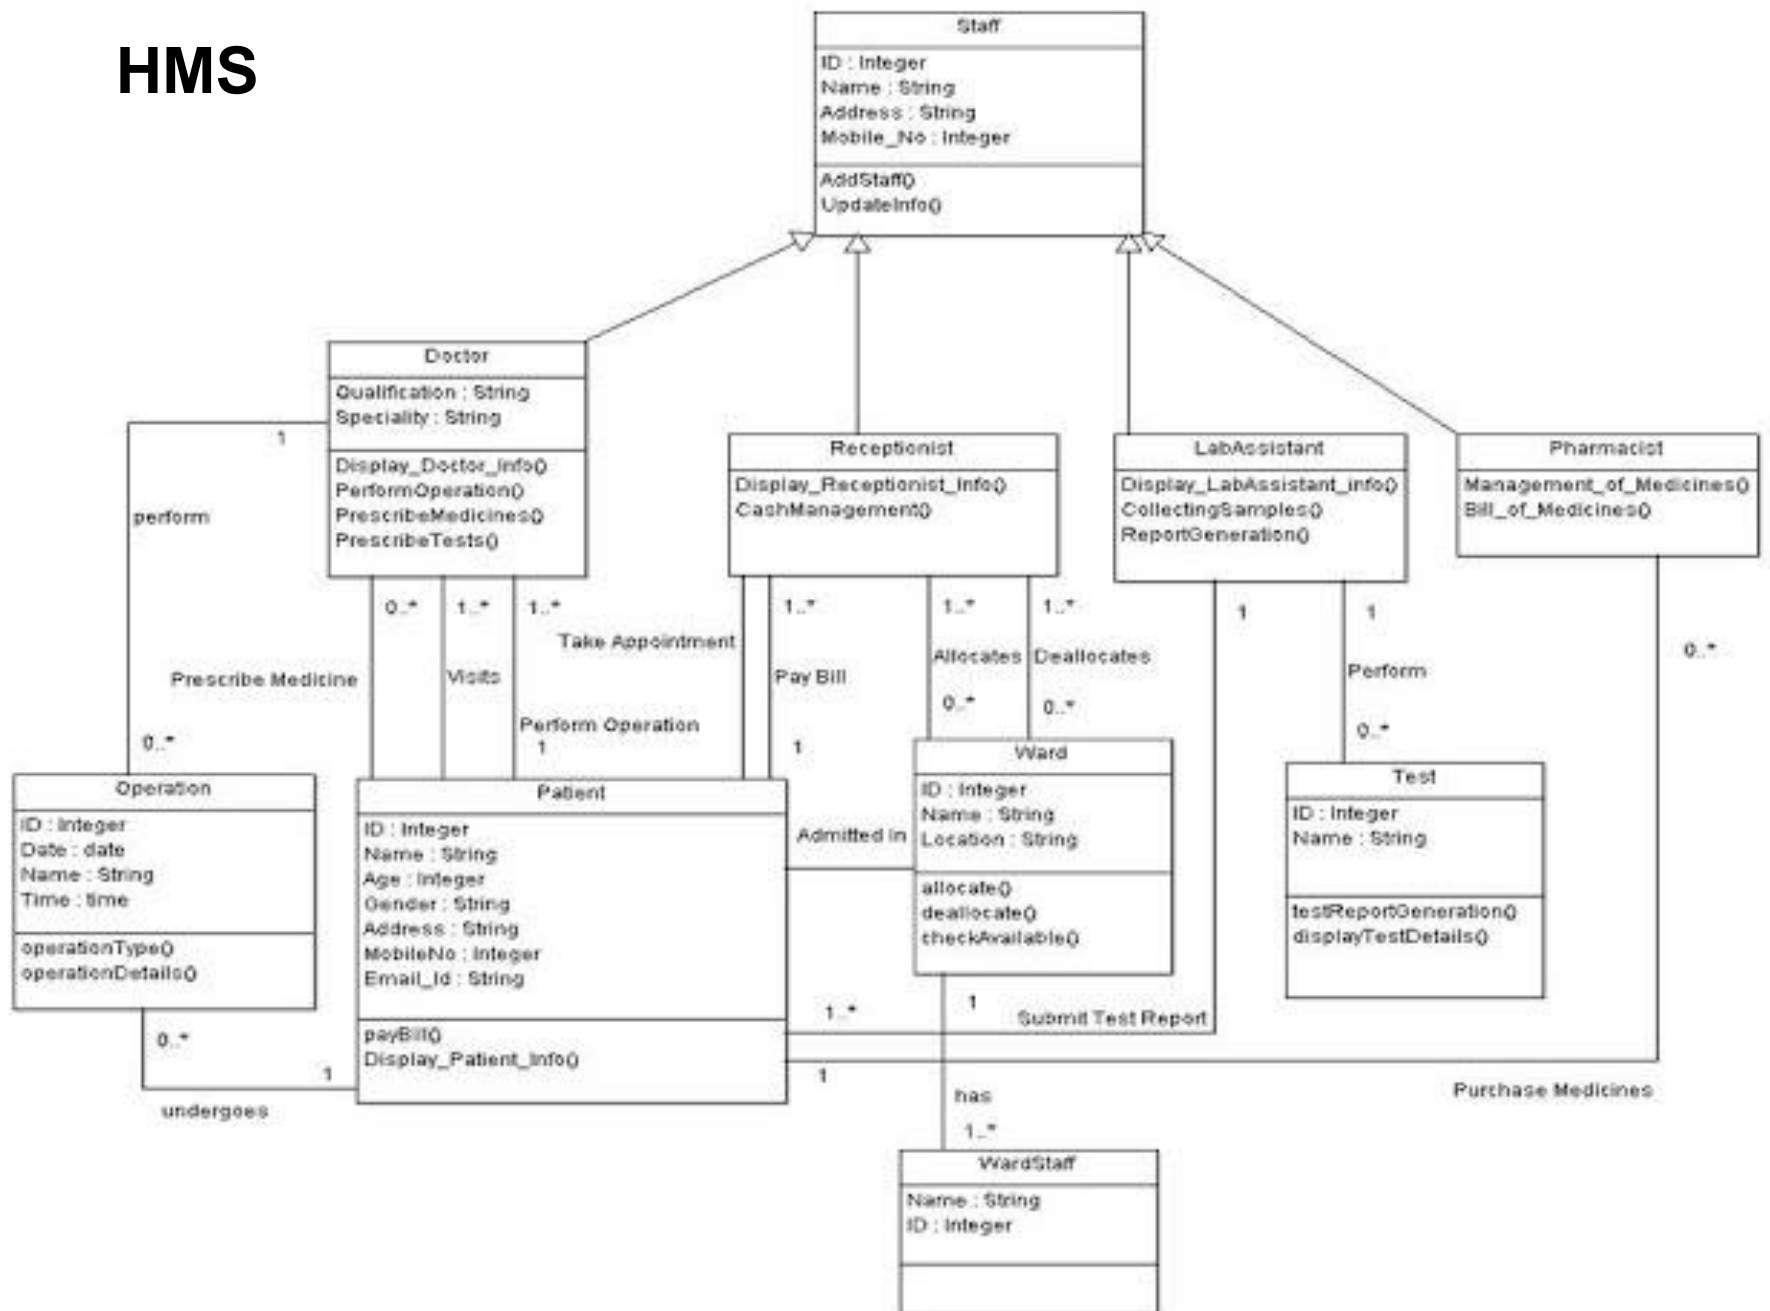 HMS
Staff
ID : Integer
Name : String
Address : String
Mobile_No : Integer
AddStaff()
UpdateInfo()
Doctor
Qualification : String
Speciality : String
Display_Doctor_Info()
PerformOperation()
PrescribeMedicines()
PrescribeTests()
Receptionist
Display_Receptionist_Info()
CashManagement()
LabAssistant
Display_LabAssistant_info()
CollectingSamples()
ReportGeneration()
Pharmacist
Management_of_Medicines()
Bill_of_Medicines()
1
perform
0..*
0..*
Prescribe Medicine
1..*
Visits
1..*
Perform Operation
1
Take Appointment
1..*
Pay Bill
1
1..*
Allocates
0..*
1..*
Deallocates
0..*
1
1
Perform
0..*
0..*
Operation
ID : Integer
Date : date
Name : String
Time : time
operationType()
operationDetails()
Patient
ID : Integer
Name : String
Age : Integer
Gender : String
Address : String
MobileNo : Integer
Email_Id : String
payBill()
Display_Patient_Info()
Admitted In
Ward
ID : Integer
Name : String
Location : String
allocate()
deallocate()
checkAvailable()
Test
ID : Integer
Name : String
testReportGeneration()
displayTestDetails()
0..*
1
undergoes
1..*
Submit Test Report
1
Purchase Medicines
1
has
1..*
WardStaff
Name : String
ID : Integer